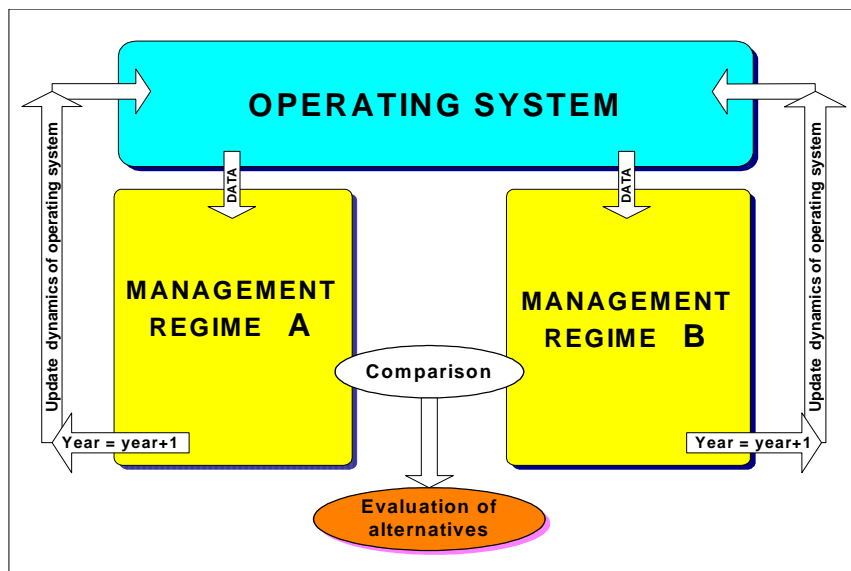 OPERATING SYSTEM
DATA
DATA
Update dynamics of operating system
Update dynamics of operating system
MANAGEMENT
REGIME A
MANAGEMENT
REGIME B
Comparison
Year = year+1
Year = year+1
Evaluation of
alternatives